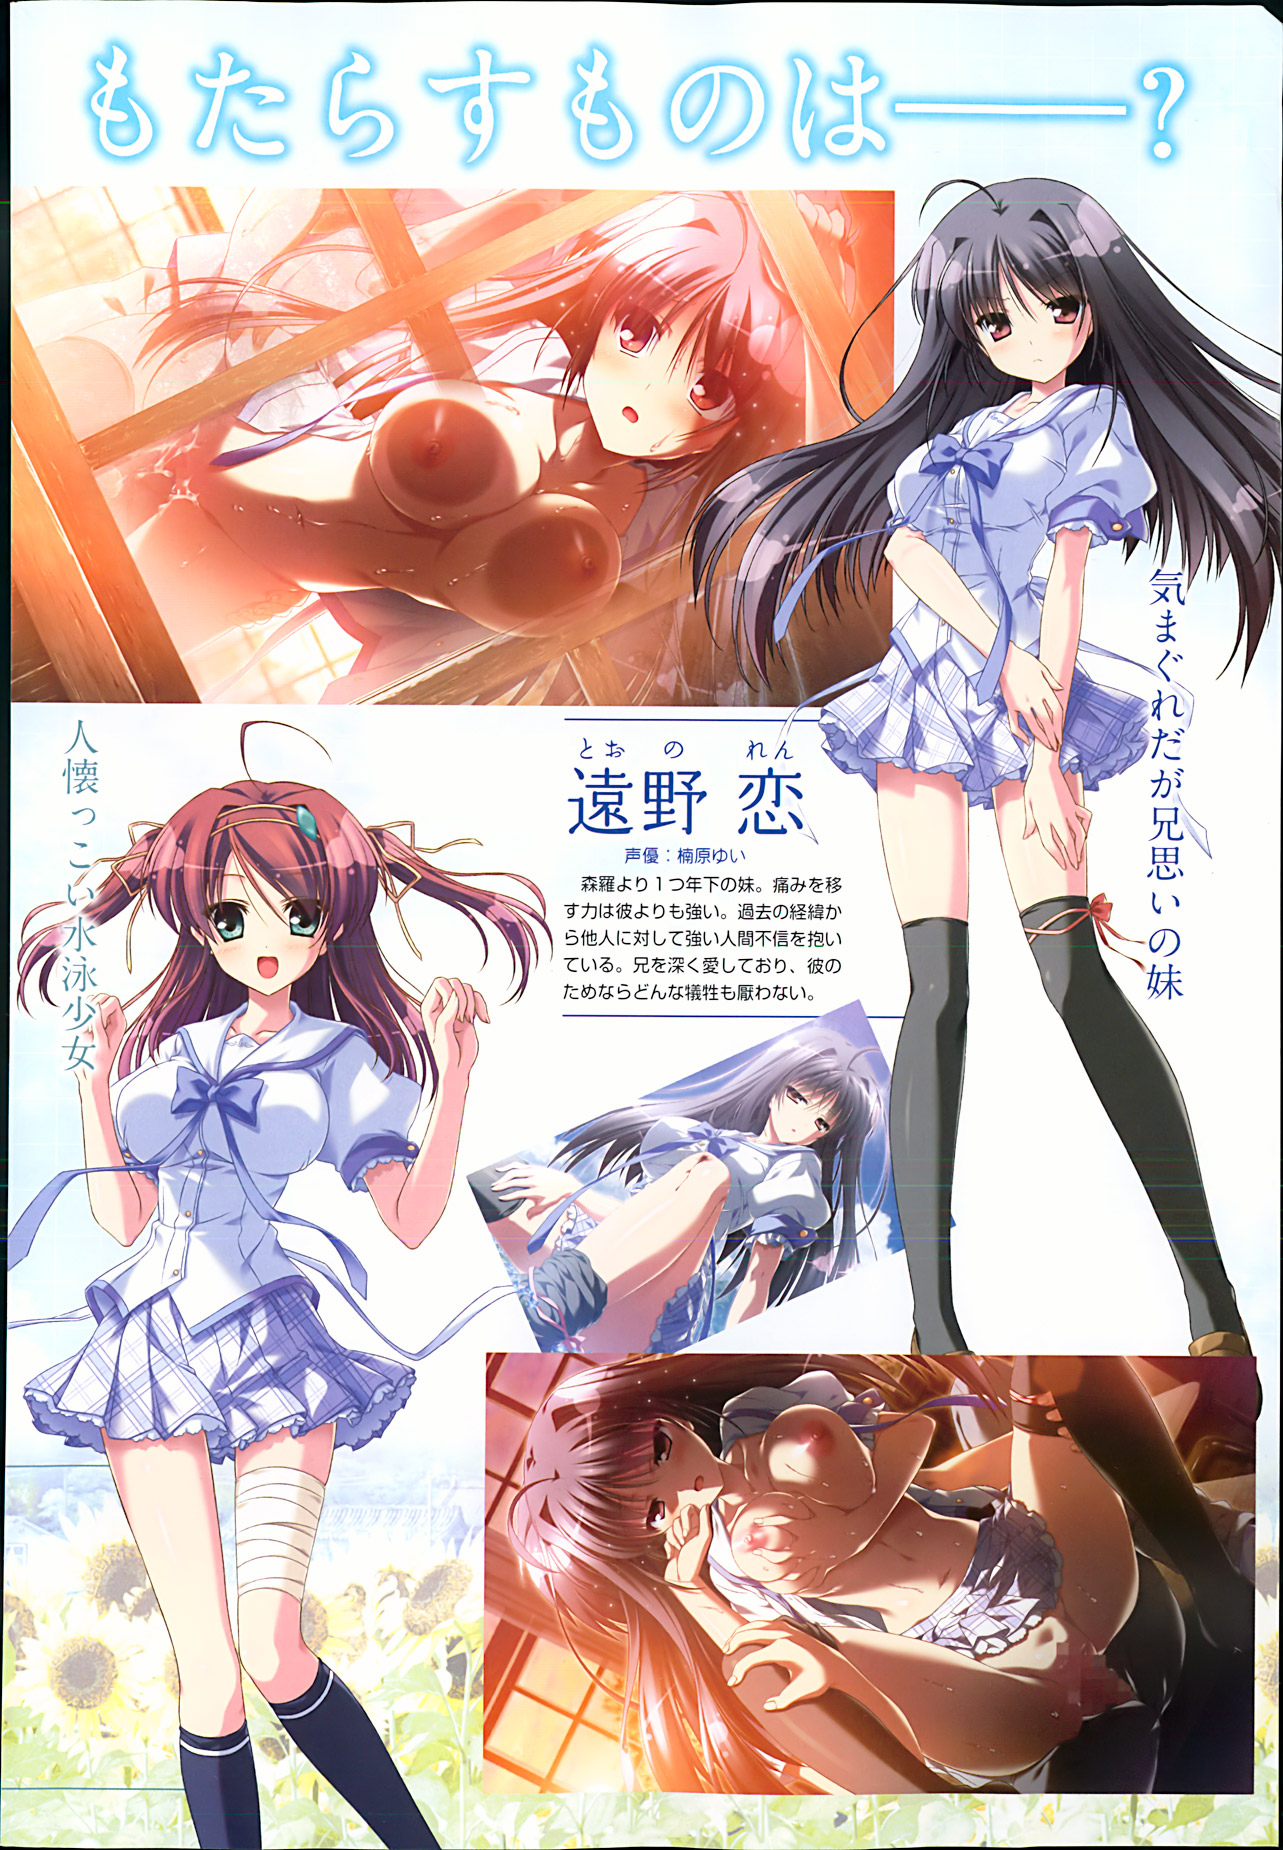 もたらすものは――？
気まぐれだが兄思いの妹
とおの れん
遠野 恋
声優：楠原ゆい
森羅より１つ年下の妹。痛みを移
す力は彼よりも強い。過去の経緯か
ら他人に対して強い人間不信を抱い
ている。兄を深く愛しており、彼の
ためならどんな犠牲も厭わない。
人懐っこい水泳少女